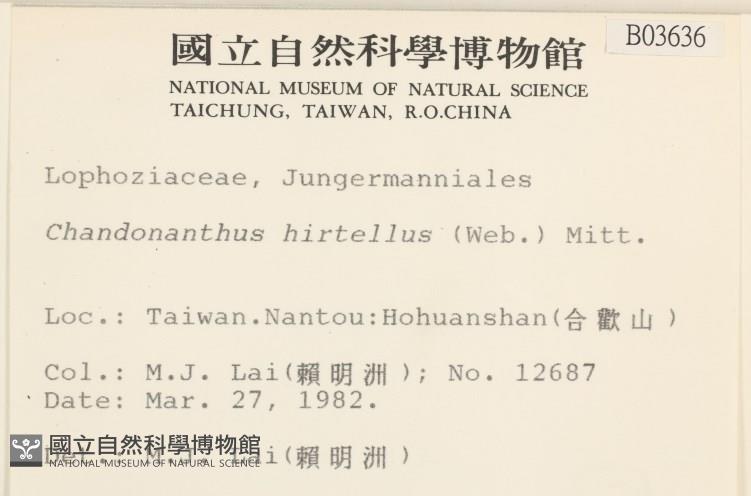 B03636
國立自然科學博物館
NATIONAL MUSEUM OF NATURAL SCIENCE
TAICHUNG, TAIWAN, R.O.CHINA
Lophoziaceae, Jungermanniales
Chandonanthus hirtellus (Web.) Mitt.
Loc.: Taiwan.Nantou:Hohuanshan(合歡山)
Col.: M.J. Lai(賴明洲); No. 12687
Date: Mar. 27, 1982.
Det.: M.J. Lai(賴明洲)
國立自然科學博物館
NATIONAL MUSEUM OF NATURAL SCIENCE